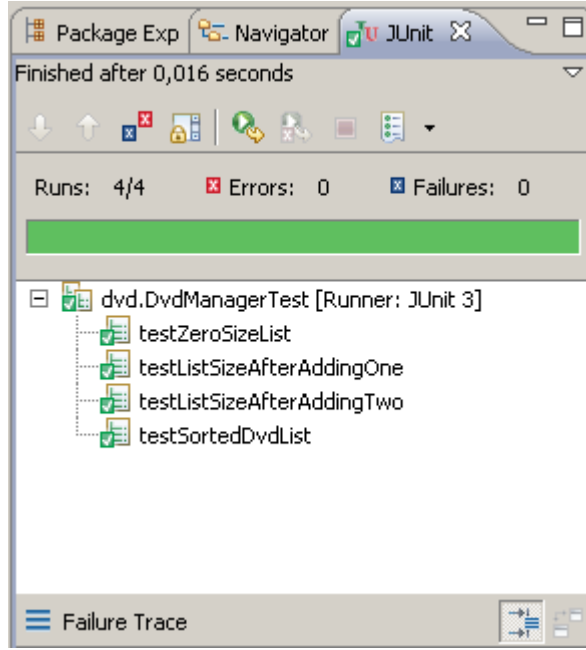 Package Exp Navigator JUnit
Finished after 0,016 seconds
Runs: 4/4 Errors: 0 Failures: 0
dvd.DvdManagerTest [Runner: JUnit 3]
testZeroSizeList
testListSizeAfterAddingOne
testListSizeAfterAddingTwo
testSortedDvdList
Failure Trace